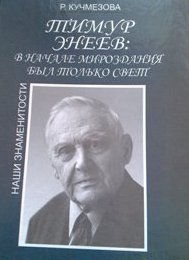 Р. КУЧМЕЗОВА
ТИМУР
ЭНЕЕВ:
В НАЧАЛЕ МИРОЗДАНИЯ
БЫЛ ТОЛЬКО СВЕТ
НАШИ ЗНАМЕНИТОСТИ